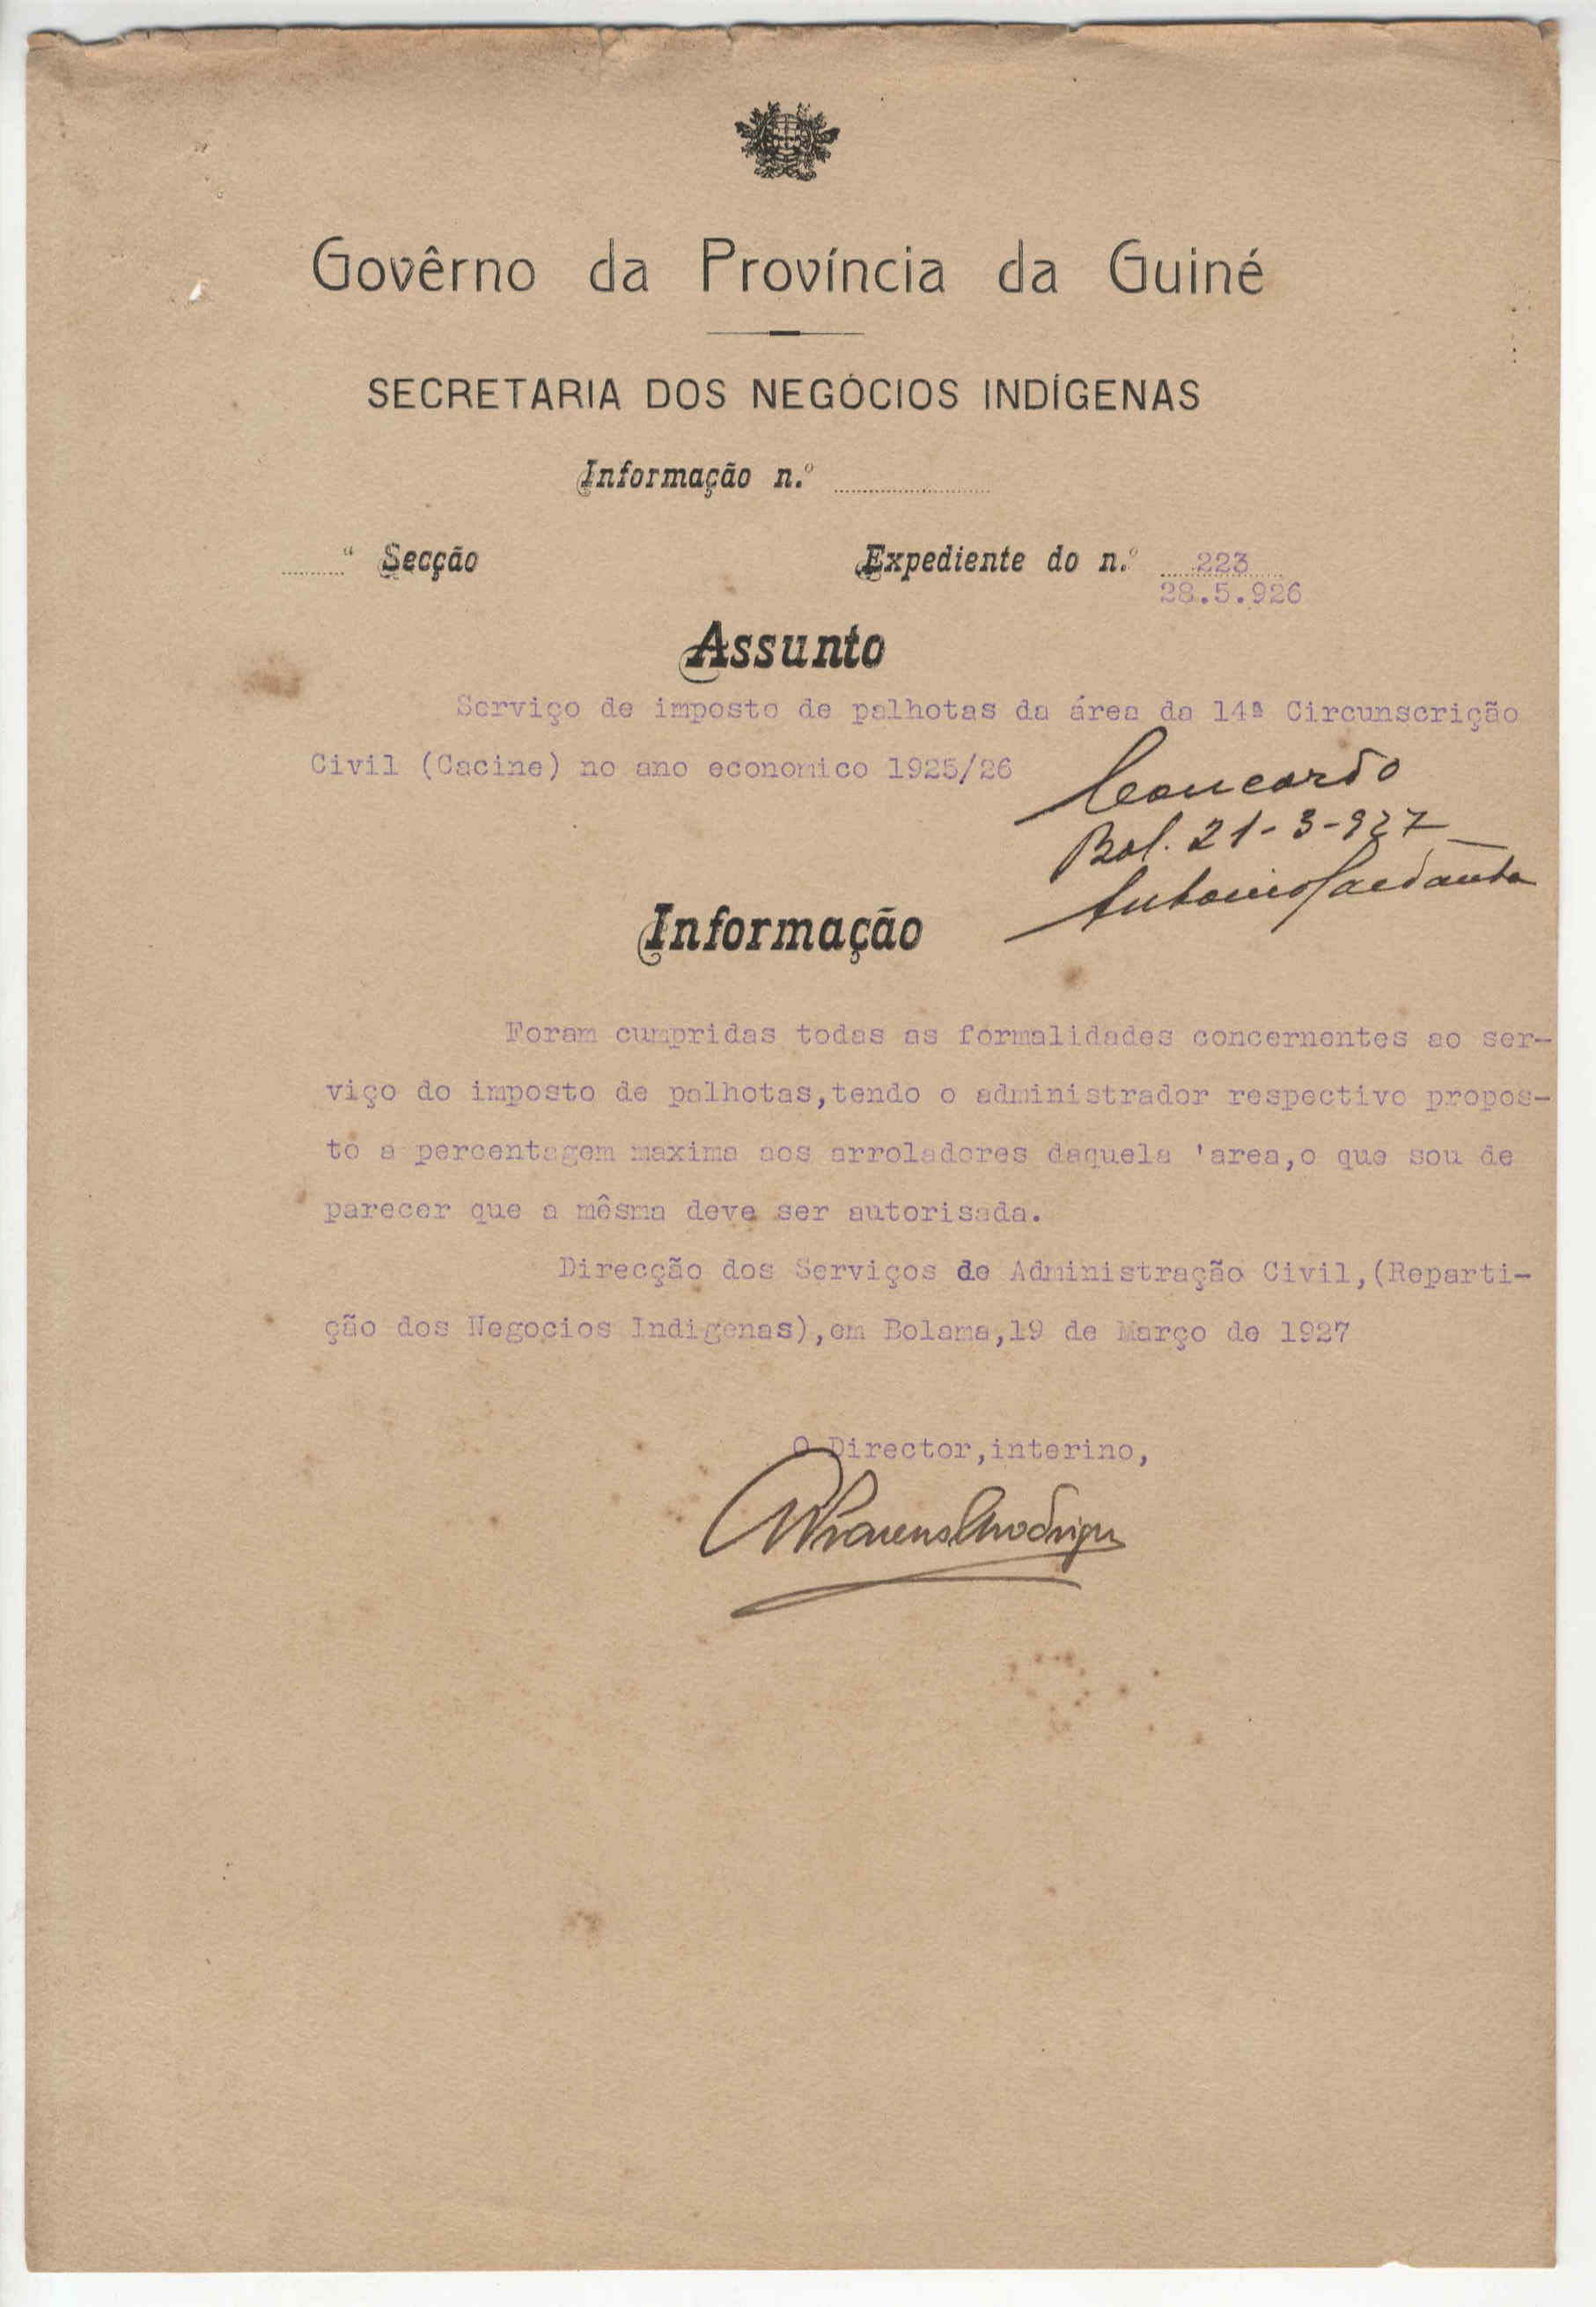 Govêrno da Província da Guiné
SECRETARIA DOS NEGÓCIOS INDÍGENAS
Informação n.º
ª Secção
Expediente do n.º 223
28.5.926
Assunto
Serviço de imposto de palhotas da área da 14ª Circunscrição
Civil (Cacine) no ano economico 1925/26
Concordo
Bol. 21-3-927
Antonio
Informação
Foram cumpridas todas as formalidades concernentes ao ser-
viço do imposto de palhotas,tendo o administrador respectivo propos-
to a percentagem maxima aos arroladores daquela 'area,o que sou de
parecer que a mêsma deve ser autorisada.
Direcção dos Serviços de Administração Civil,(Reparti-
ção dos Negocios Indigenas),em Bolama,19 de Março de 1927
O Director,interino,